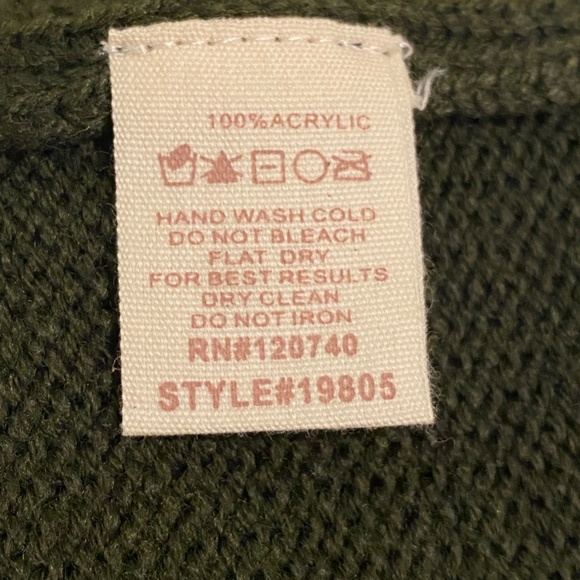 100%ACRYLIC
HAND WASH COLD
DO NOT BLEACH
FLAT DRY
FOR BEST RESULTS
DRY CLEAN
DO NOT IRON
RN#120740
STYLE#19805